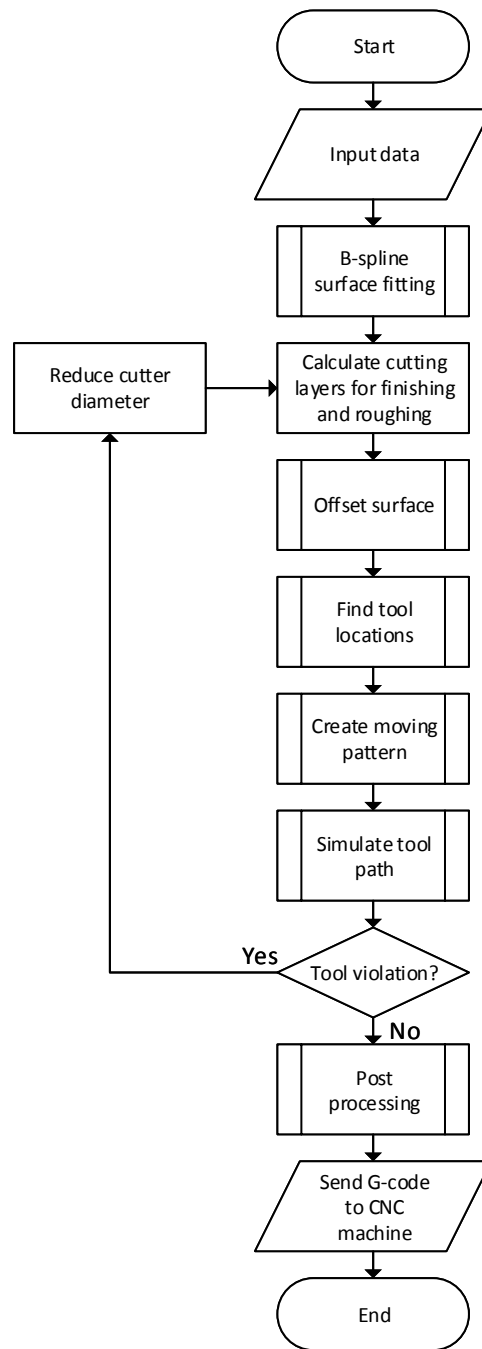 Start
Input data
B-spline
surface fitting
Reduce cutter
diameter
Calculate cutting
layers for finishing
and roughing
Offset surface
Find tool
locations
Create moving
pattern
Simulate tool
path
Yes
Tool violation?
No
Post
processing
Send G-code
to CNC
machine
End